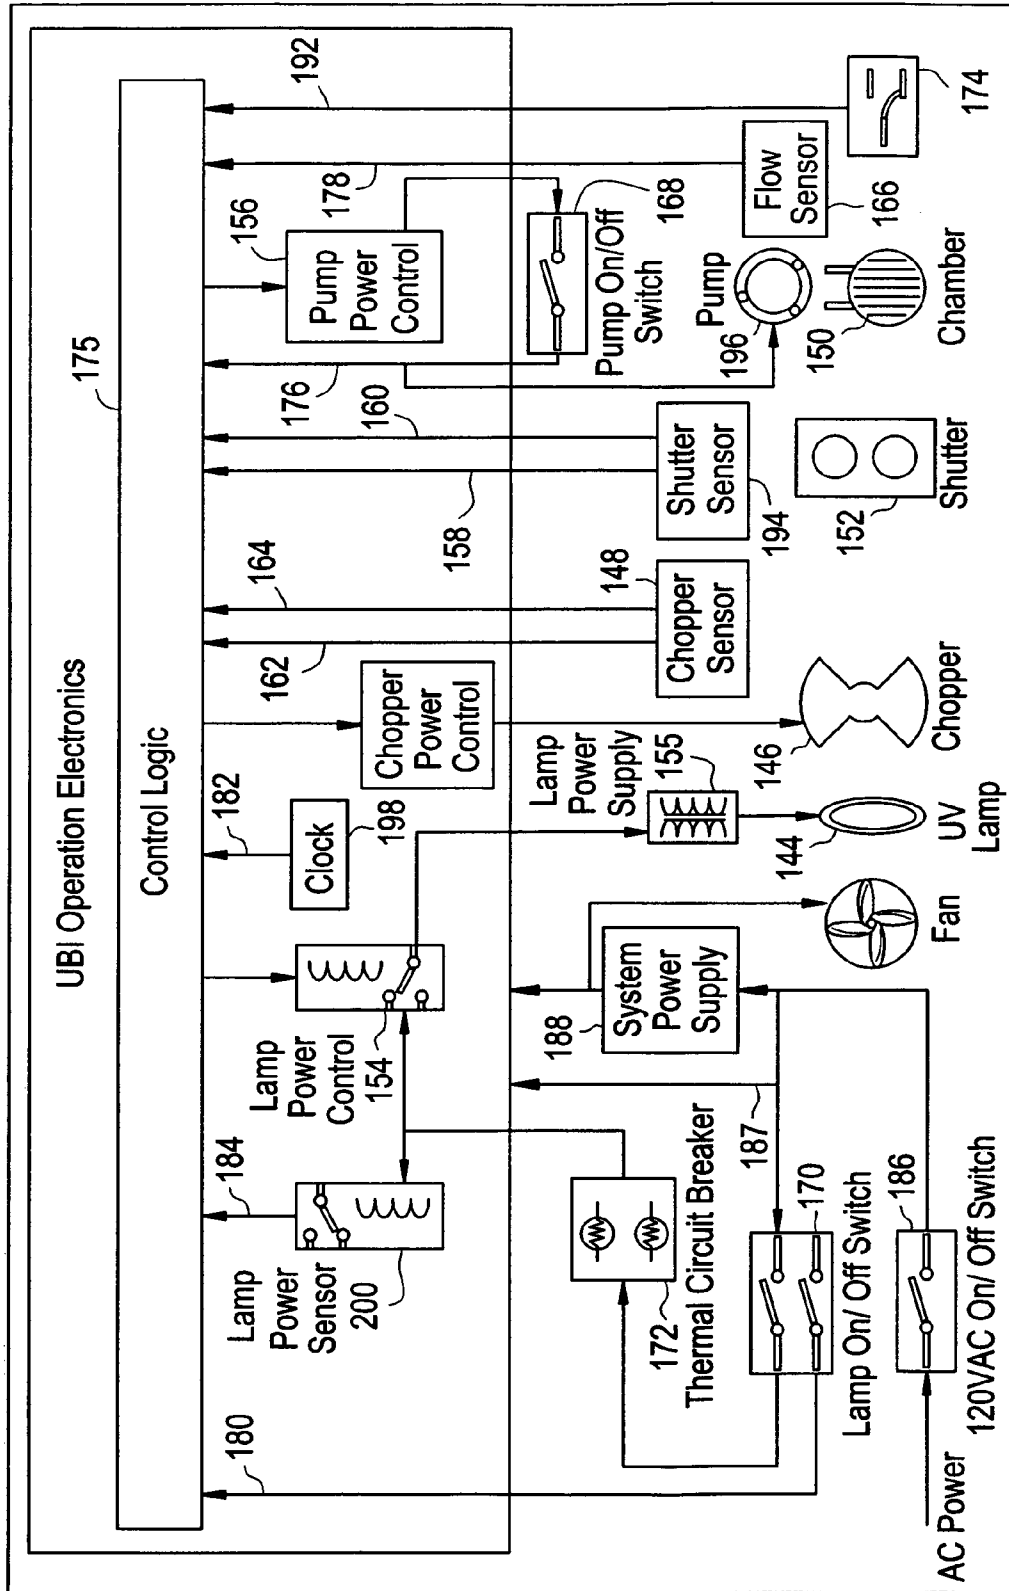 UBI Operation Electronics
175
Control Logic
180
184
182
162
164
158
160
176
178
192
Lamp
Power
Sensor
200
Lamp
Power
Control
154
Clock
198
Chopper
Power
Control
156
Pump
Power
Control
168
Pump On/Off
Switch
172
Thermal Circuit Breaker
187
188
System
Power
Supply
Lamp
Power
Supply
155
148
Chopper
Sensor
Shutter
Sensor
194
Pump
196
Flow
Sensor
166
174
170
Lamp On/ Off Switch
186
120VAC On/ Off Switch
AC Power
Fan
144
UV
Lamp
146
Chopper
152
Shutter
150
Chamber